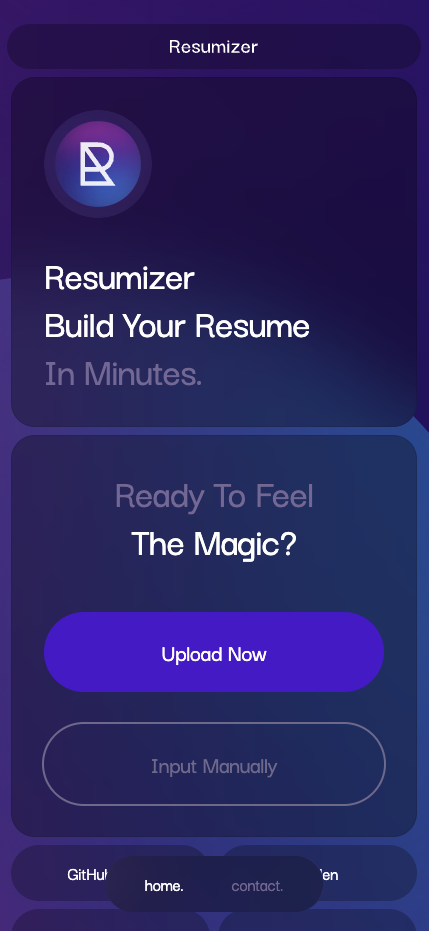 Resumizer
Resumizer
Build Your Resume
In Minutes.
Ready To Feel
The Magic?
Upload Now
Input Manually
home.
contact.